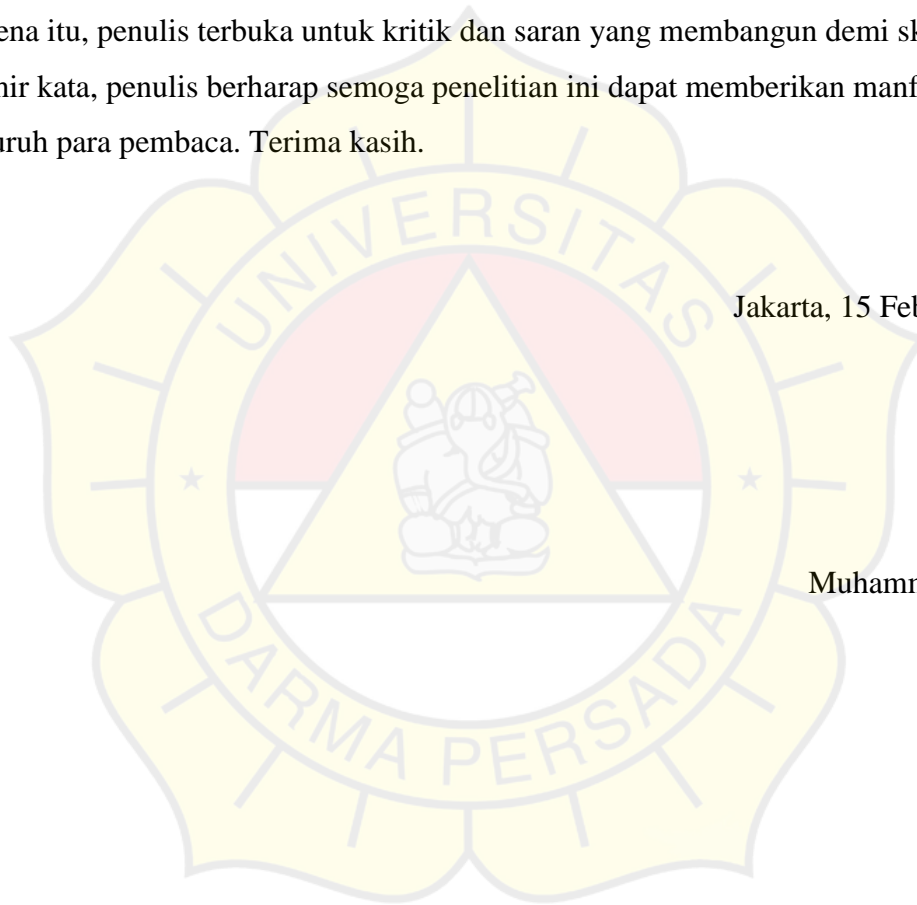 ena itu, penulis terbuka untuk kritik dan saran yang membangun demi sk
hir kata, penulis berharap semoga penelitian ini dapat memberikan manf
uruh para pembaca. Terima kasih.
UNIVERSITAS
Jakarta, 15 Feb
Muhamm
DARMA PERSADA